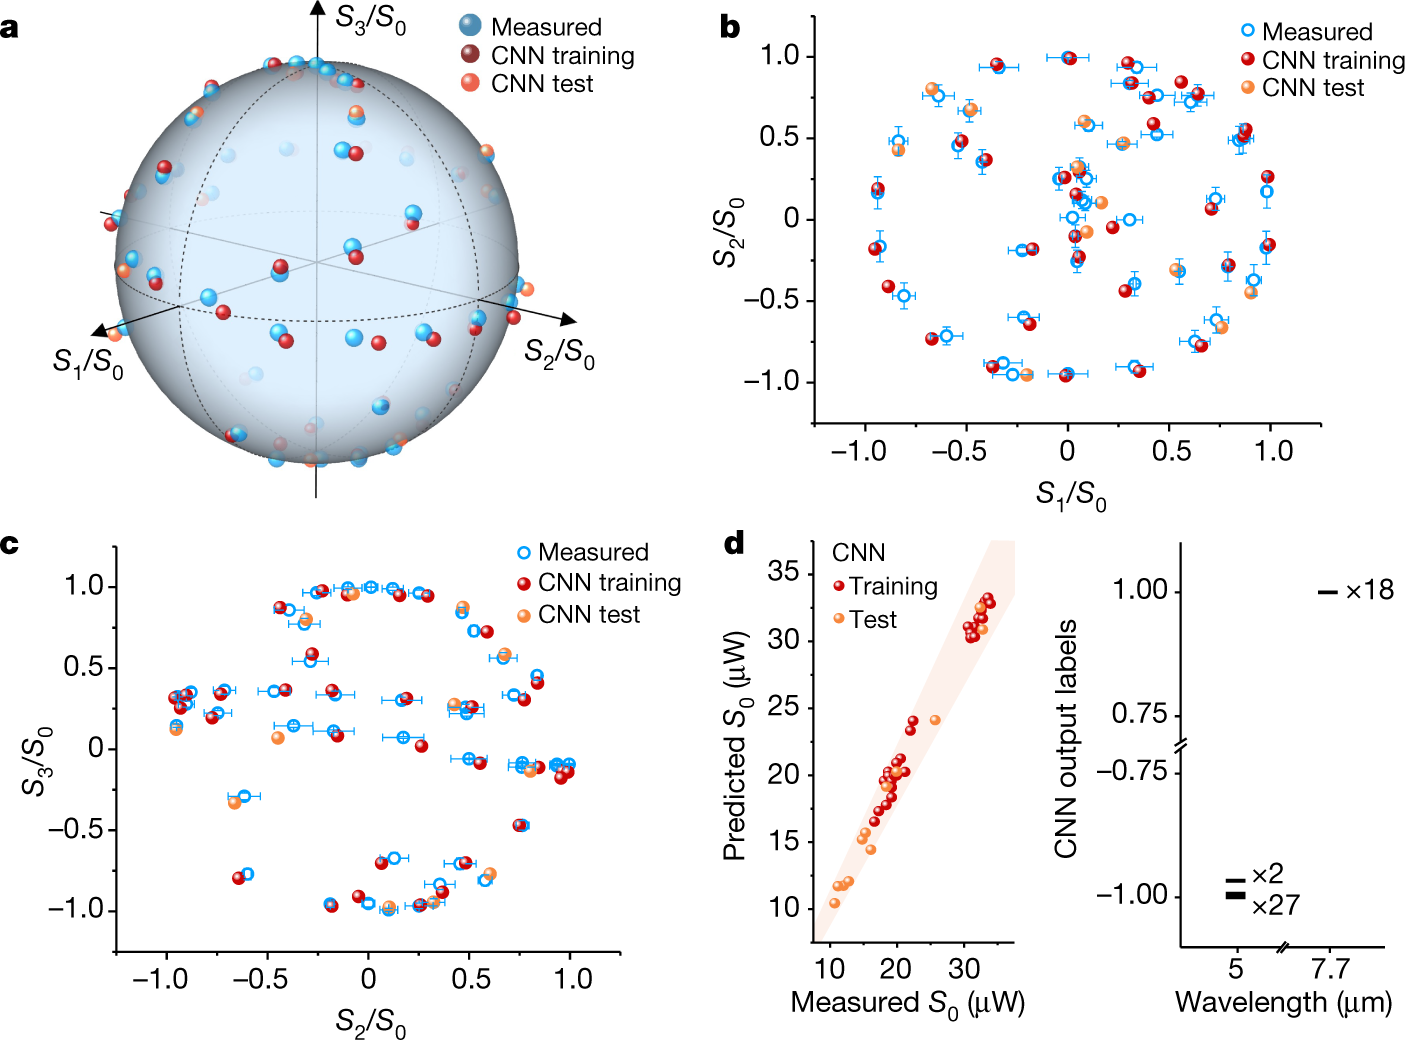 a
S3/S0
Measured
CNN training
CNN test
S1/S0
S2/S0
b
Measured
CNN training
CNN test
1.0
0.5
0
−0.5
−1.0
S2/S0
−1.0
−0.5
0
0.5
1.0
S1/S0
c
Measured
CNN training
CNN test
1.0
0.5
0
−0.5
−1.0
S3/S0
−1.0
−0.5
0
0.5
1.0
S2/S0
d
CNN
Training
Test
35
30
25
20
15
10
Predicted S0 (μW)
10
20
30
Measured S0 (μW)
1.00
0.75
−0.75
−1.00
CNN output labels
×18
×2
×27
5
7.7
Wavelength (μm)